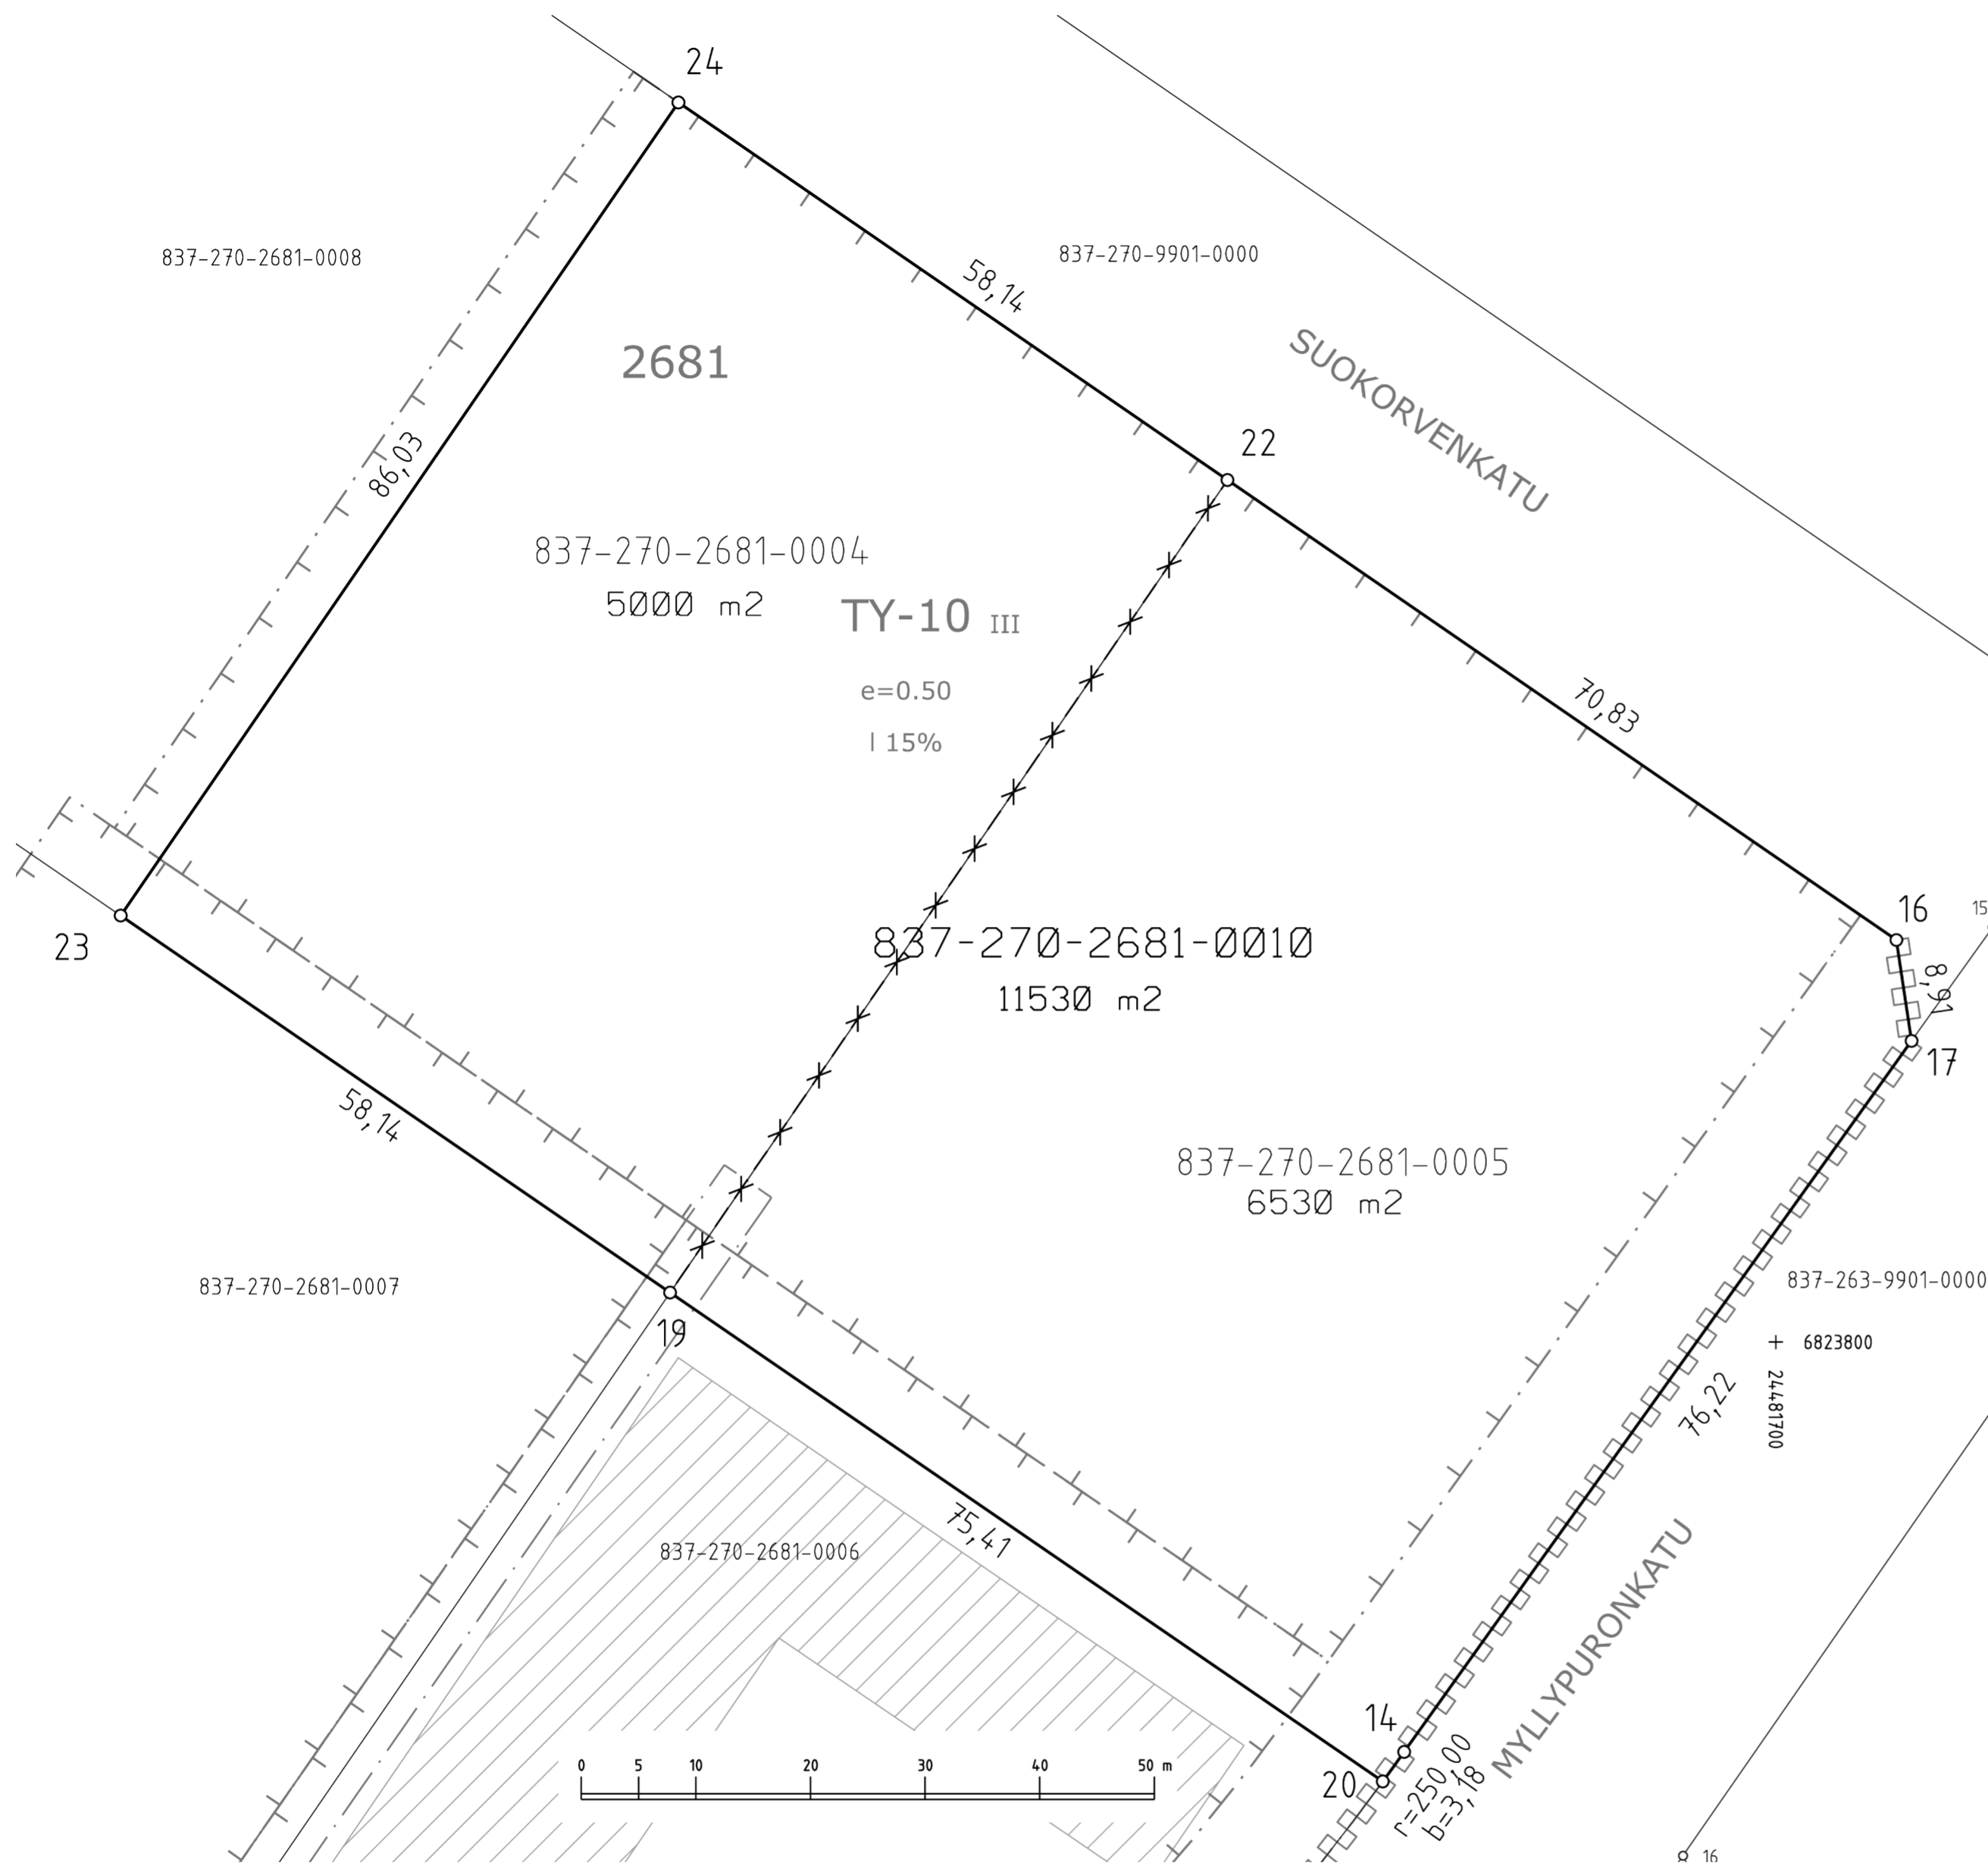 24
837-270-2681-0008
837-270-9901-0000
58,14
2681
SUOKORVENKATU
86,03
22
837-270-2681-0004
5000 m2
TY-10 III
e=0.50
I 15%
70,83
16
15
23
837-270-2681-0010
8,91
11530 m2
17
58,14
837-270-2681-0005
6530 m2
837-270-2681-0007
837-263-9901-0000
19
6823800
24481700
76,22
75,41
837-270-2681-0006
MYLLYPURONKATU
14
0 5 10 20 30 40 50 m
20
r=250,00
b=3,18
16